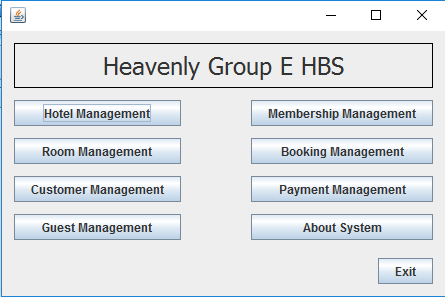 Heavenly Group E HBS
Hotel Management
Membership Management
Room Management
Booking Management
Customer Management
Payment Management
Guest Management
About System
Exit